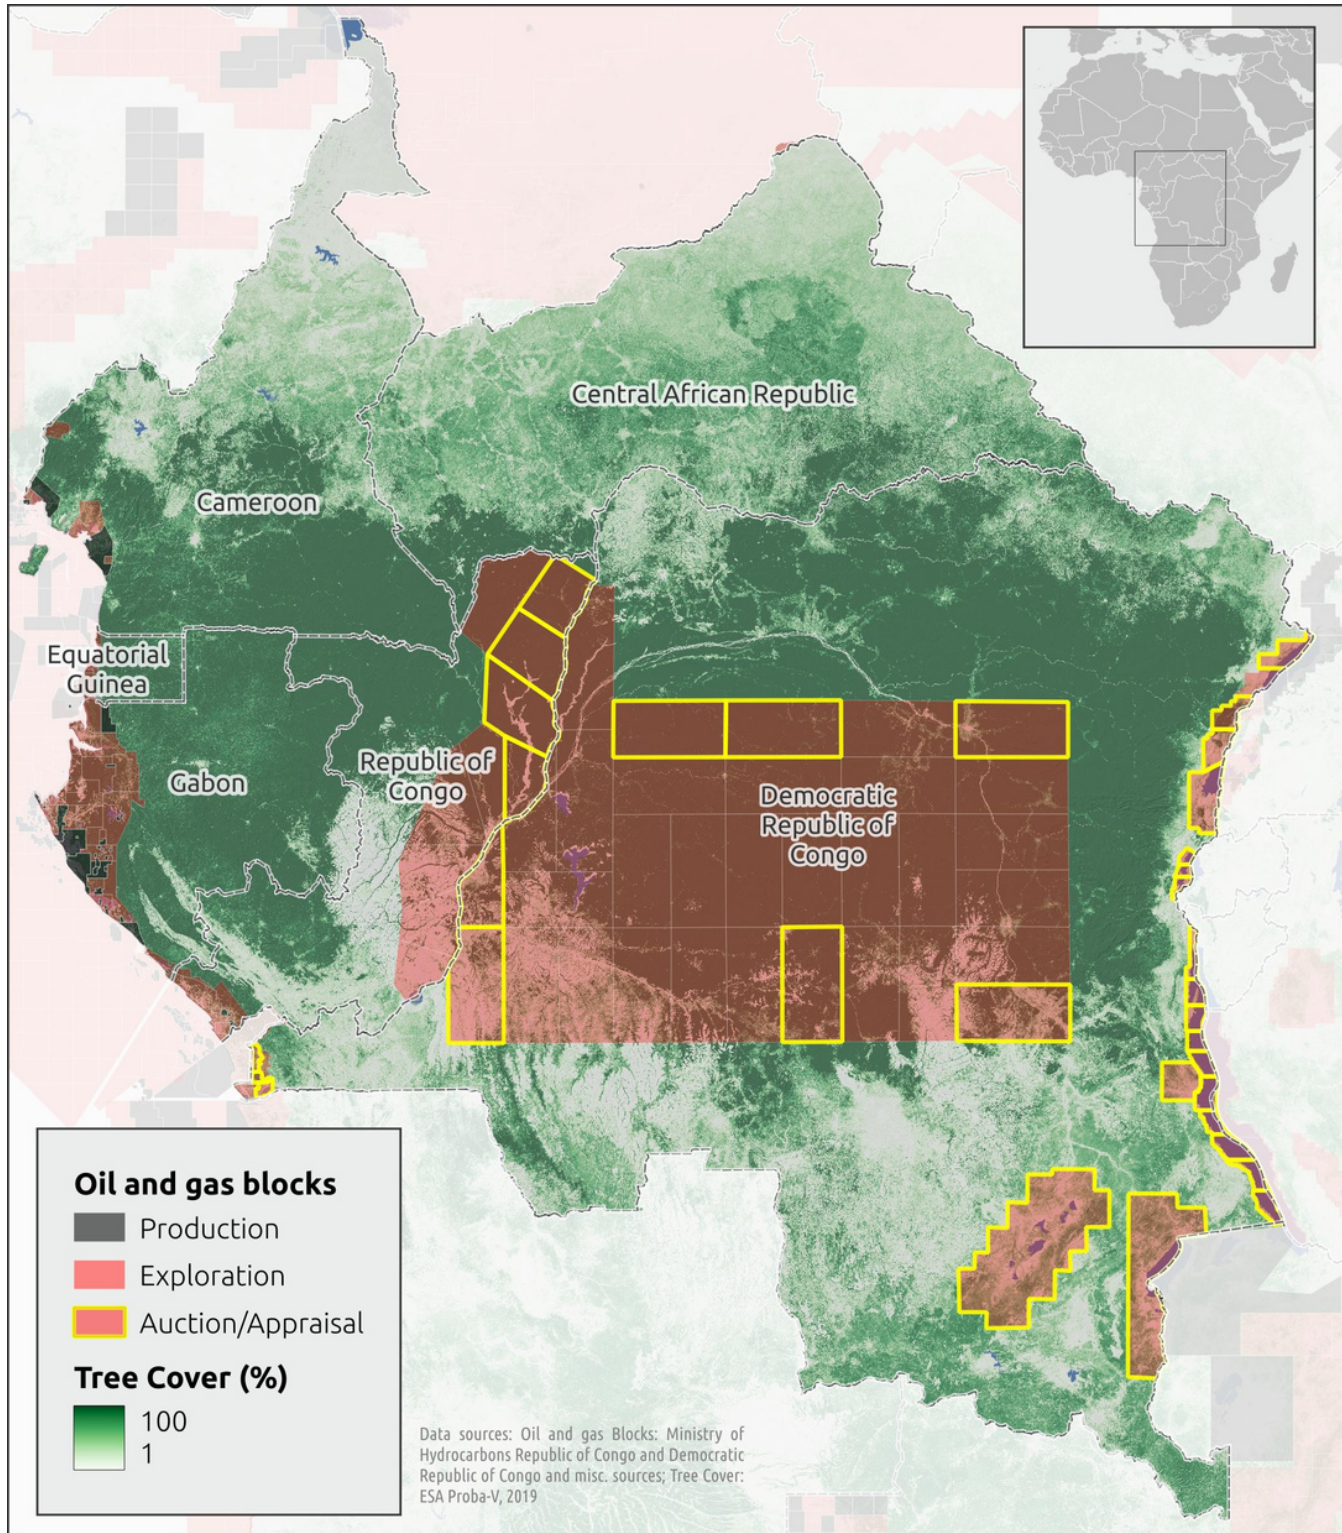 Central African Republic
Cameroon
Equatorial
Guinea
Gabon
Republic of
Congo
Democratic
Republic of
Congo
Oil and gas blocks
Production
Exploration
Auction/Appraisal
Tree Cover (%)
100
1
Data sources: Oil and gas Blocks: Ministry of
Hydrocarbons Republic of Congo and Democratic
Republic of Congo and misc. sources; Tree Cover:
ESA Proba-V, 2019